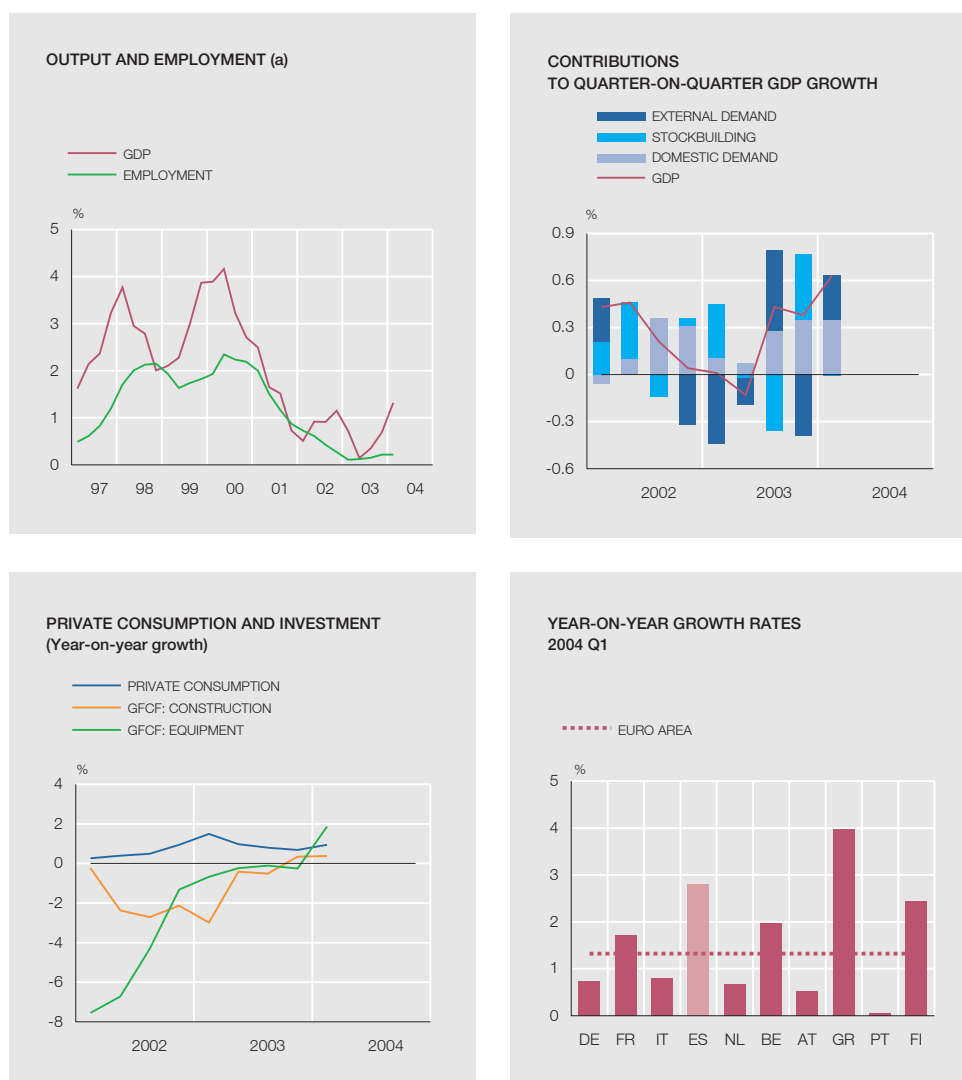 OUTPUT AND EMPLOYMENT (a)
GDP
EMPLOYMENT
%
5
4
3
2
1
0
97 98 99 00 01 02 03 04
CONTRIBUTIONS
TO QUARTER-ON-QUARTER GDP GROWTH
EXTERNAL DEMAND
STOCKBUILDING
DOMESTIC DEMAND
GDP
%
0.9
0.6
0.3
0
-0.3
-0.6
2002 2003 2004
PRIVATE CONSUMPTION AND INVESTMENT
(Year-on-year growth)
PRIVATE CONSUMPTION
GFCF: CONSTRUCTION
GFCF: EQUIPMENT
%
4
2
0
-2
-4
-6
-8
2002 2003 2004
YEAR-ON-YEAR GROWTH RATES
2004 Q1
EURO AREA
%
5
4
3
2
1
0
DE FR IT ES NL BE AT GR PT FI